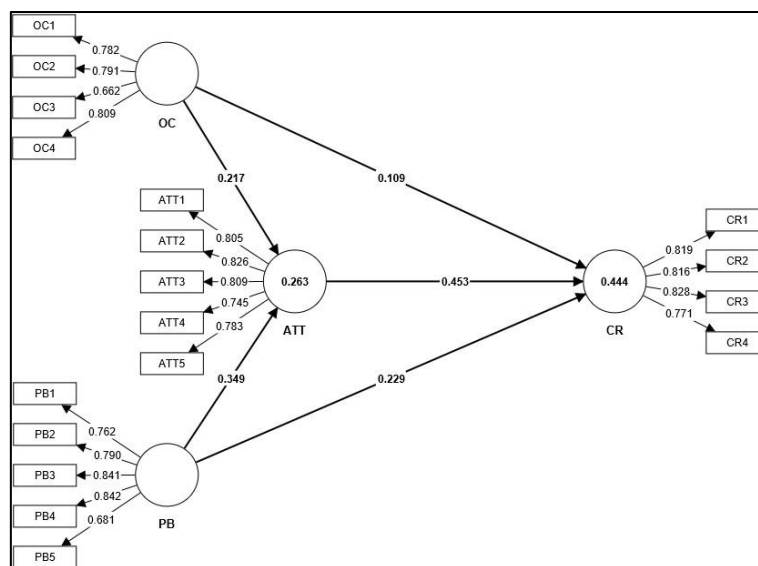 OC1
0.782
OC2
0.791
OC3
0.662
OC4
0.809
OC
0.217
0.109
ATT1
0.805
ATT2
0.826
ATT3
0.809
ATT4
0.745
ATT5
0.783
0.263
ATT
0.453
0.444
CR
CR1
0.819
CR2
0.816
CR3
0.828
CR4
0.771
0.349
0.229
PB1
0.762
PB2
0.790
PB3
0.841
PB4
0.842
PB5
0.681
PB